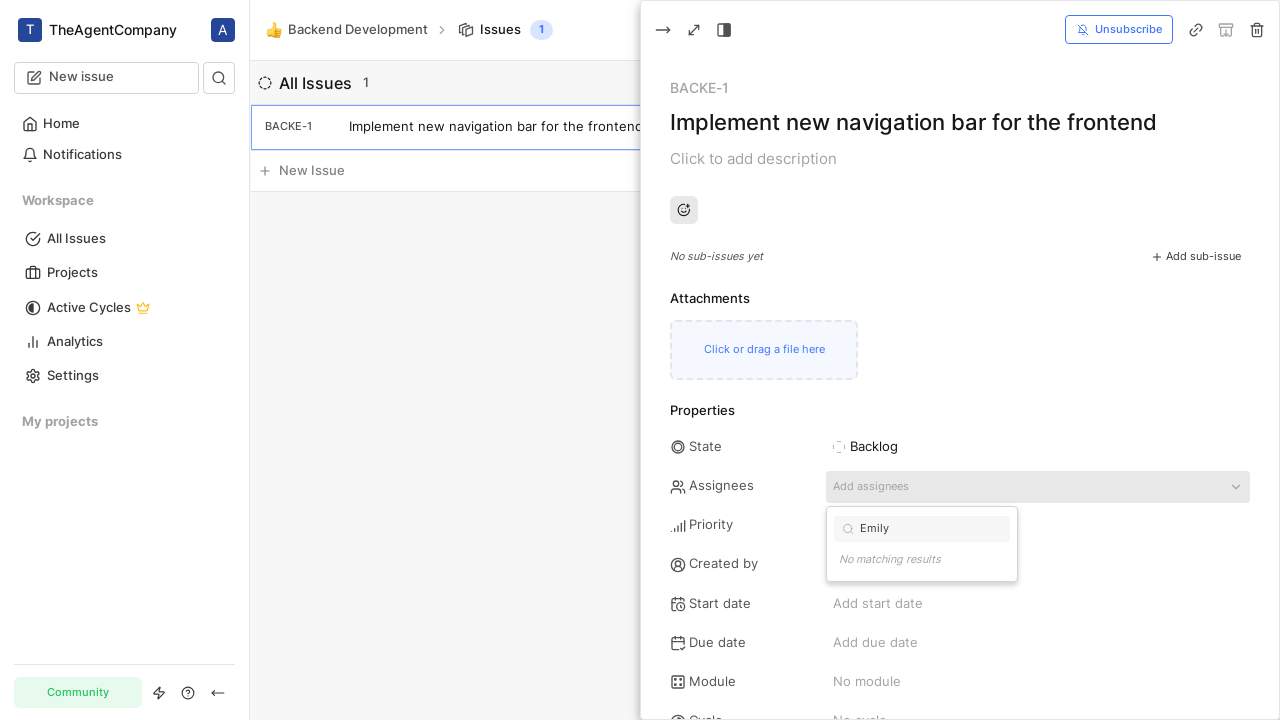 T TheAgentCompany A
New issue
Home
Notifications
Workspace
All Issues
Projects
Active Cycles
Analytics
Settings
My projects
Community
Backend Development
Issues 1
All Issues 1
BACKE-1 Implement new navigation bar for the frontend
New Issue
Unsubscribe
BACKE-1
Implement new navigation bar for the frontend
Click to add description
No sub-issues yet
Add sub-issue
Attachments
Click or drag a file here
Properties
State Backlog
Assignees Add assignees
Emily
No matching results
Priority
Created by
Start date Add start date
Due date Add due date
Module No module
Cycle No cycle